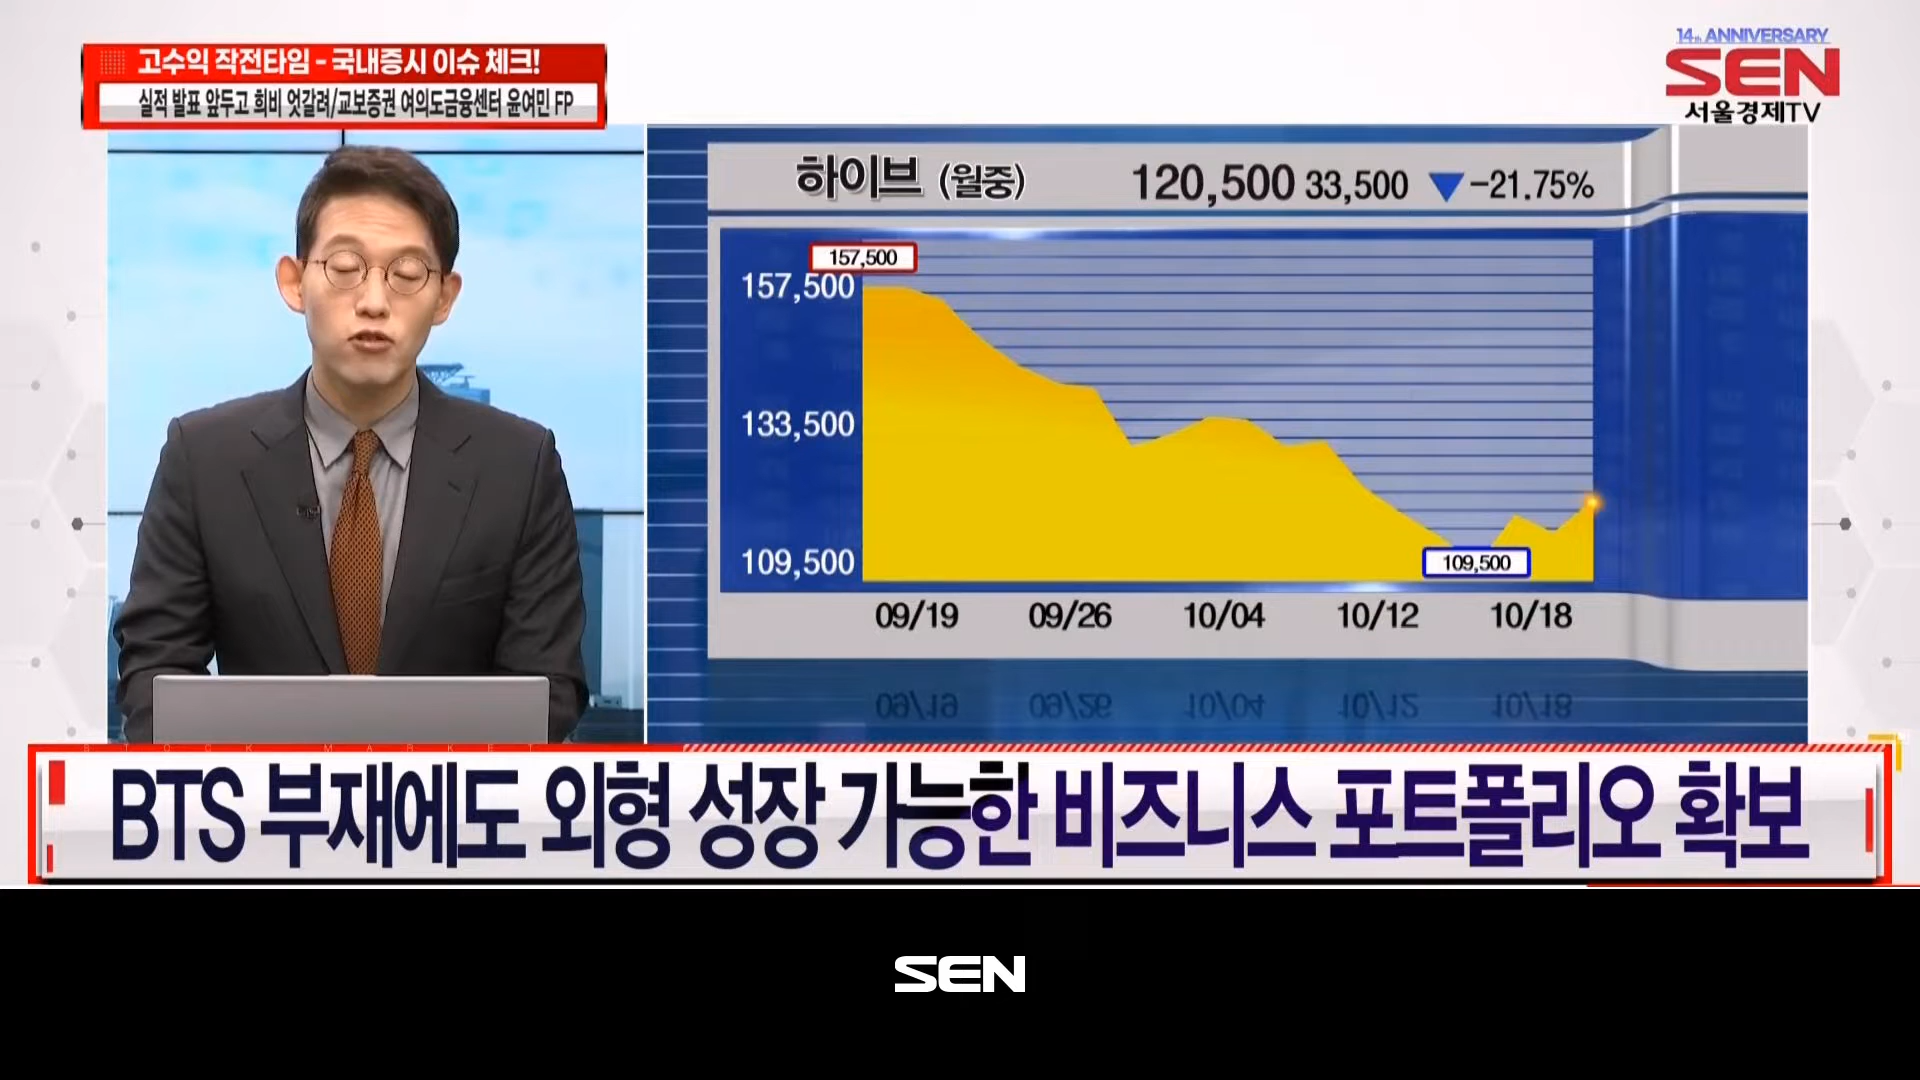 고수익 작전타임 - 국내증시 이슈 체크!
실적 발표 앞두고 희비 엇갈려/교보증권 여의도금융센터 윤여민 FP
14th ANNIVERSARY
SEN
서울경제TV
하이브 (월중) 120,500 33,500 ▼-21.75%
157,500
157,500
133,500
109,500
109,500
09/19 09/26 10/04 10/12 10/18
STOCK MARKET
BTS 부재에도 외형 성장 가능한 비즈니스 포트폴리오 확보
SEN